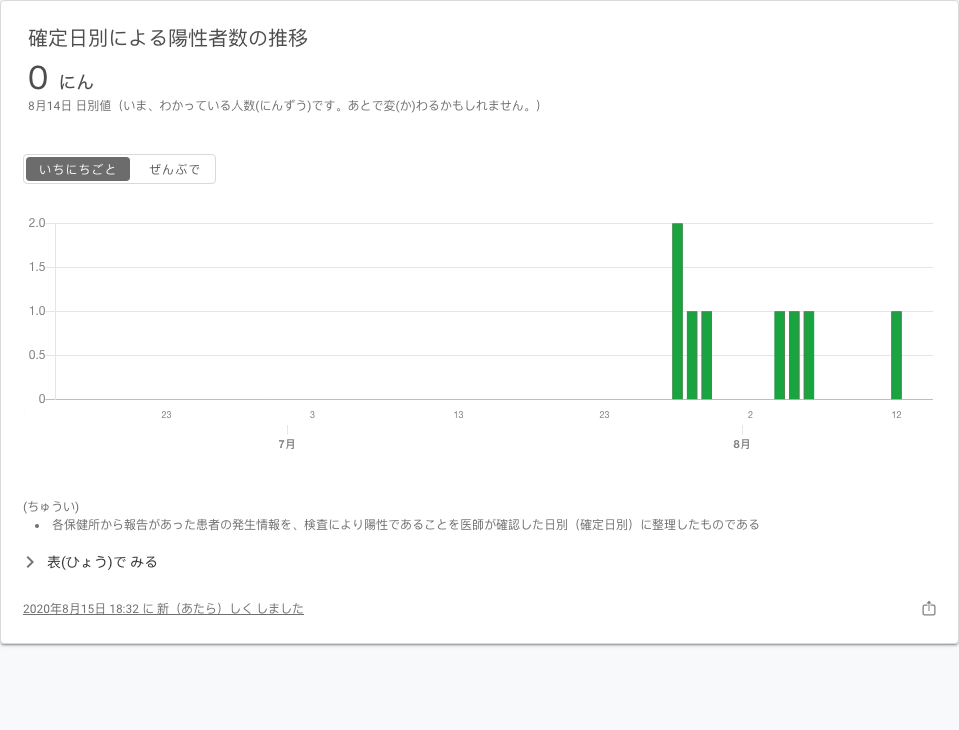 確定日別による陽性者数の推移
0 にん
8月14日 日別値（いま、わかっている人数(にんずう)です。あとで変(か)わるかもしれません。）
いちにちごと ぜんぶで
2.0
1.5
1.0
0.5
0
23 3 13 23 2 12
7月 8月
(ちゅうい)
• 各保健所から報告があった患者の発生情報を、検査により陽性であることを医師が確認した日別（確定日別）に整理したものである
表(ひょう)で みる
2020年8月15日 18:32 に 新（あたら）しく しました